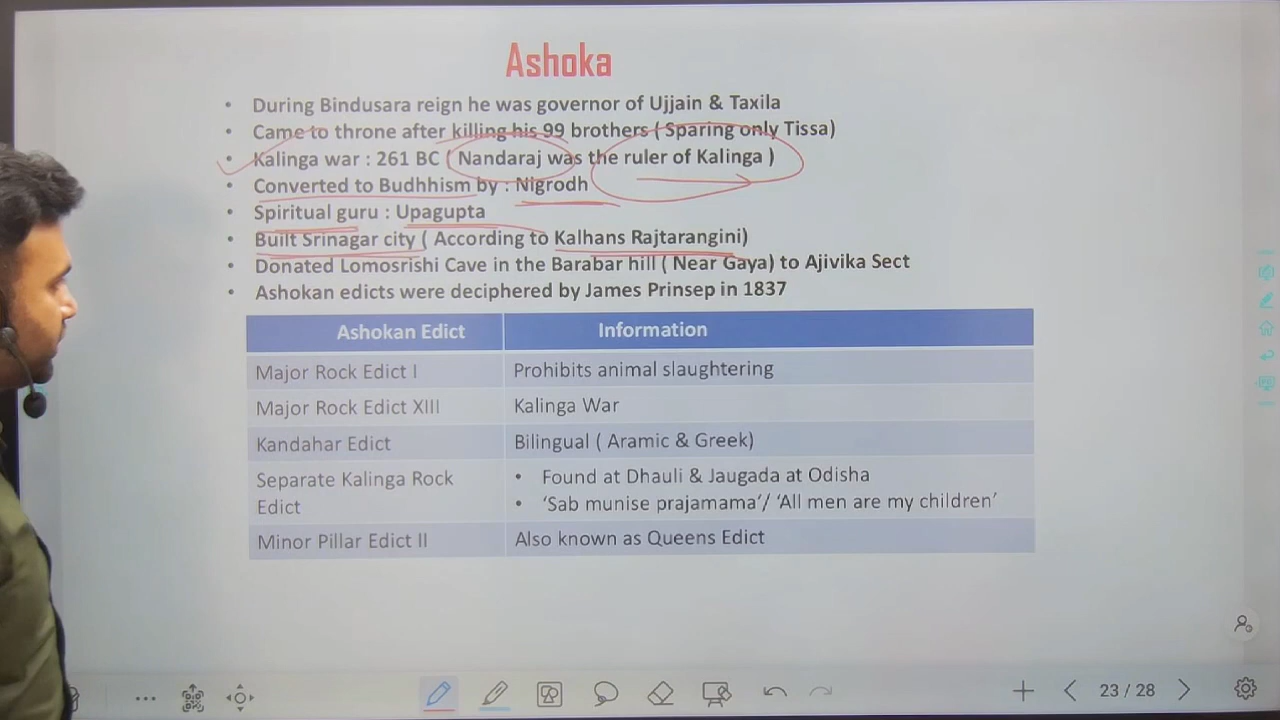 Ashoka
• During Bindusara reign he was governor of Ujjain & Taxila
• Came to throne after killing his 99 brothers ( Sparing only Tissa)
• Kalinga war : 261 BC ( Nandaraj was the ruler of Kalinga )
• Converted to Budhhism by : Nigrodh
• Spiritual guru : Upagupta
• Built Srinagar city ( According to Kalhans Rajtarangini)
• Donated Lomosrishi Cave in the Barabar hill ( Near Gaya) to Ajivika Sect
• Ashokan edicts were deciphered by James Prinsep in 1837
Ashokan Edict Information
Major Rock Edict I Prohibits animal slaughtering
Major Rock Edict XIII Kalinga War
Kandahar Edict Bilingual ( Aramic & Greek)
Separate Kalinga Rock Edict
• Found at Dhauli & Jaugada at Odisha
• ‘Sab munise prajamama’/ ‘All men are my children’
Minor Pillar Edict II Also known as Queens Edict
23 / 28